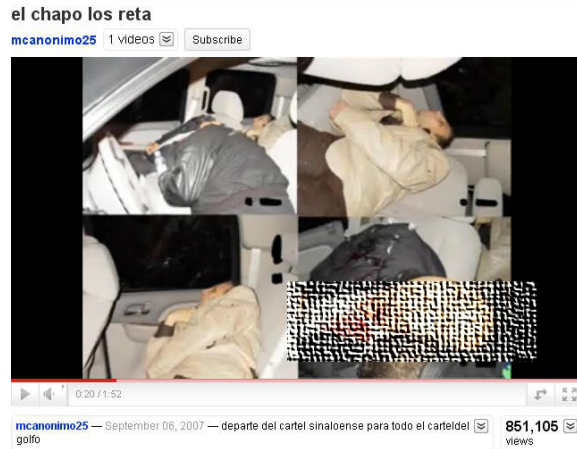 el chapo los reta
mcanonimo25 1 videos Subscribe
0:20 / 1:52
mcanonimo25 — September 06, 2007 — departe del cartel sinaloense para todo el carteldel
golfo
851,105
views